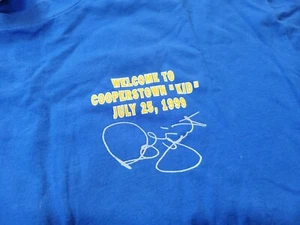 WELCOME TO
COOPERSTOWN "KID"
JULY 25, 1999